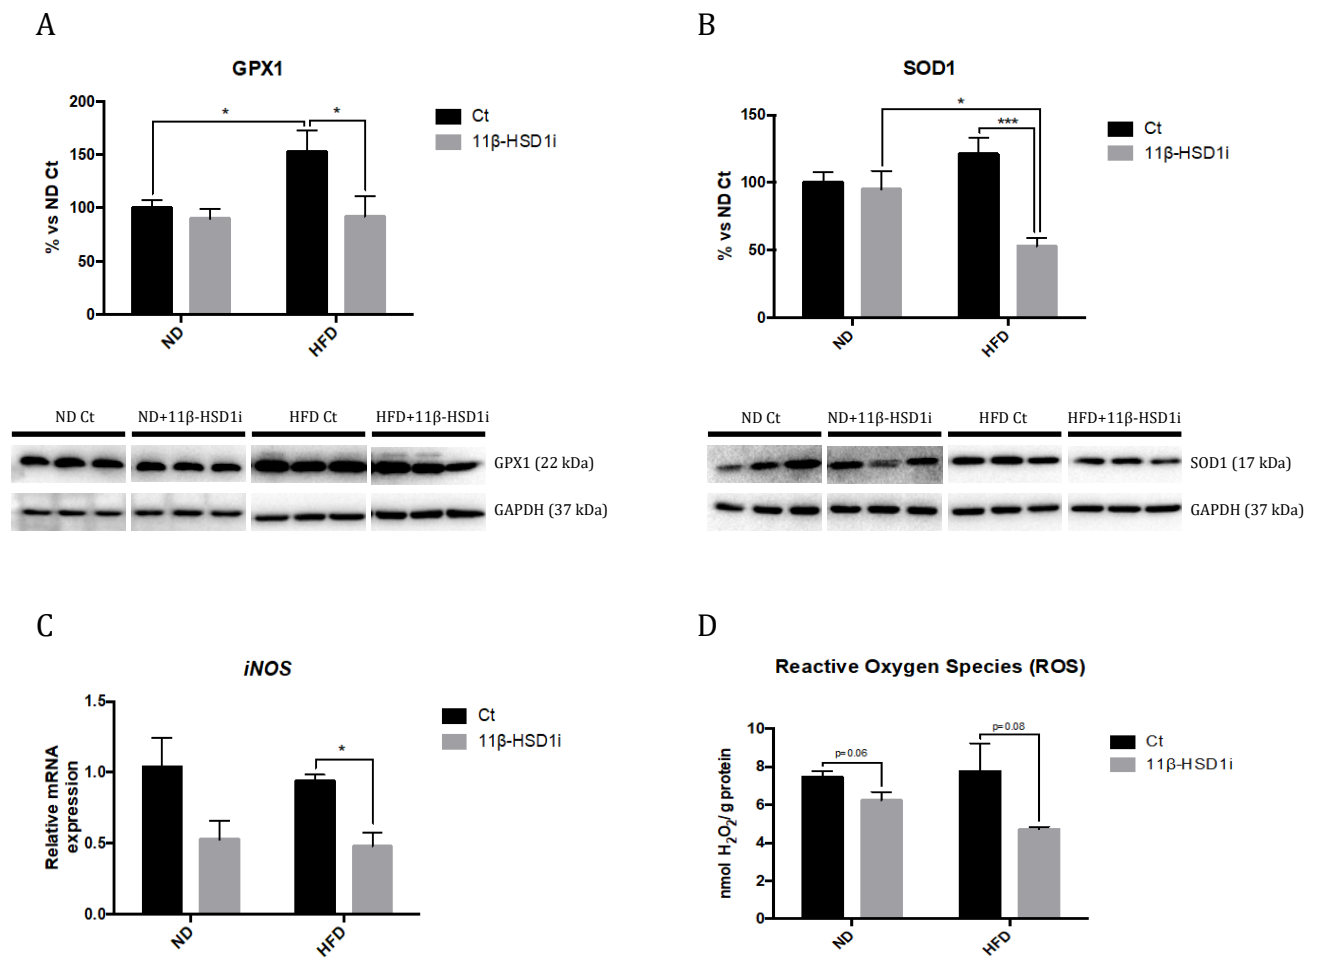 A
GPX1
200
150
100
50
0
% vs ND Ct
*
*
Ct
11β-HSD1i
ND
HFD
ND Ct
ND+11β-HSD1i
HFD Ct
HFD+11β-HSD1i
GPX1 (22 kDa)
GAPDH (37 kDa)
B
SOD1
150
100
50
0
% vs ND Ct
*
***
Ct
11β-HSD1i
ND
HFD
ND Ct
ND+11β-HSD1i
HFD Ct
HFD+11β-HSD1i
SOD1 (17 kDa)
GAPDH (37 kDa)
C
iNOS
1.5
1.0
0.5
0.0
Relative mRNA
expression
*
Ct
11β-HSD1i
ND
HFD
D
Reactive Oxygen Species (ROS)
10
8
6
4
2
0
nmol H₂O₂/ g protein
p=0.06
p=0.08
Ct
11β-HSD1i
ND
HFD